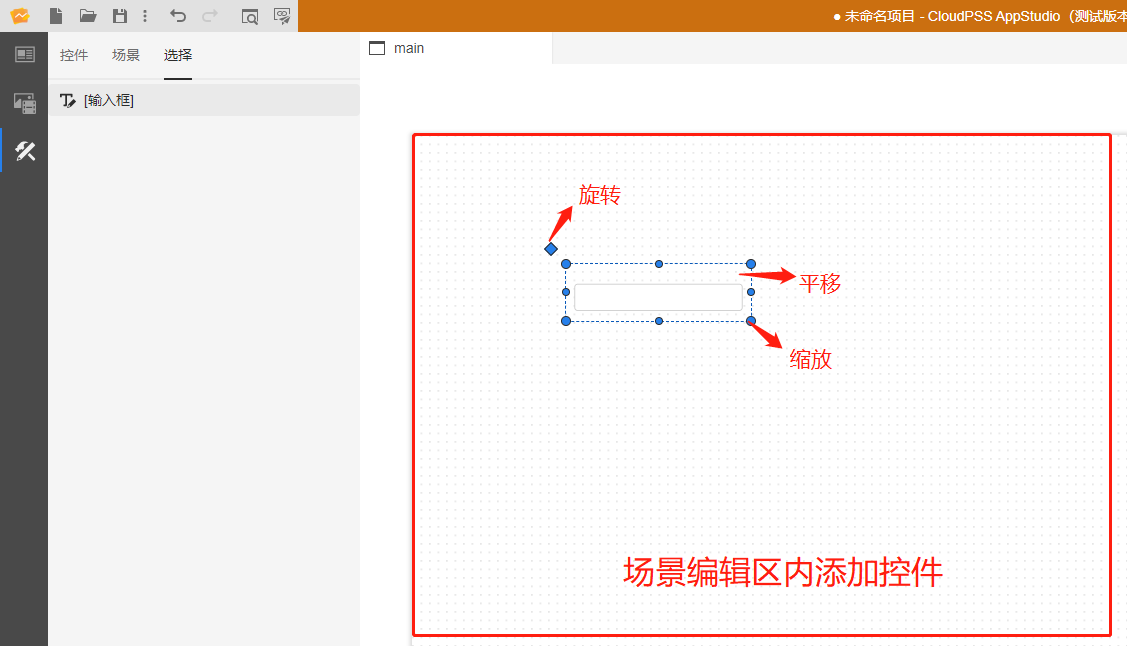 ● 未命名项目 - CloudPSS AppStudio（测试版本
控件 场景 选择
main
[输入框]
旋转
平移
缩放
场景编辑区内添加控件